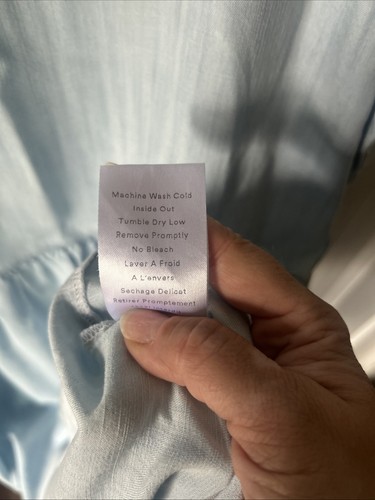 Machine Wash Cold
Inside Out
Tumble Dry Low
Remove Promptly
No Bleach
Laver A Froid
A L'envers
Sechage Delicat
Retirer Promptement